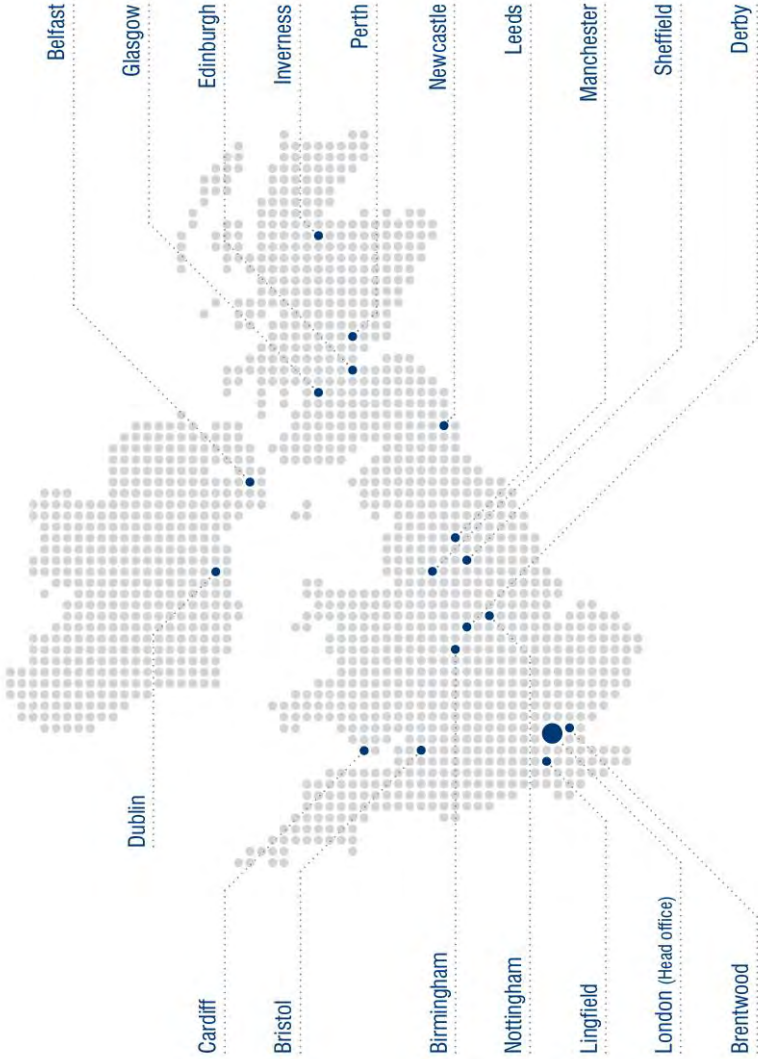 Belfast
Glasgow
Edinburgh
Inverness
Perth
Newcastle
Leeds
Manchester
Sheffield
Derby
Dublin
Cardiff
Bristol
Birmingham
Nottingham
Lingfield
London (Head office)
Brentwood